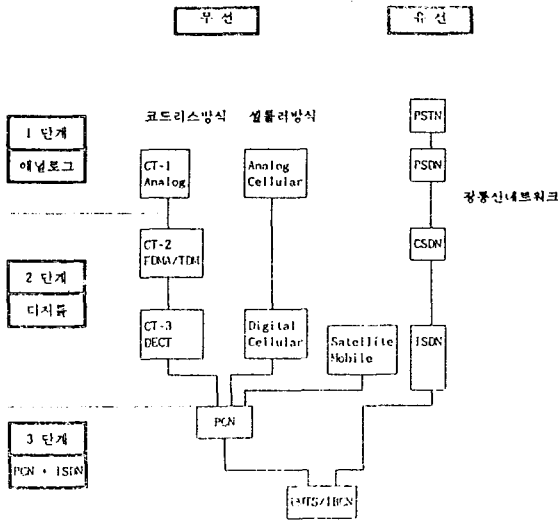 무 선
유 선
1 단계
애널로그
코드리스방식
셀룰러방식
CT-1
Analog
Analog
Cellular
PSTN
PSDN
광통신네트워크
CT-2
FDMA/TDM
CSDN
2 단계
디지틀
CT-3
DECT
Digital
Cellular
Satellite
Mobile
ISDN
PCN
3 단계
PCN + ISDN